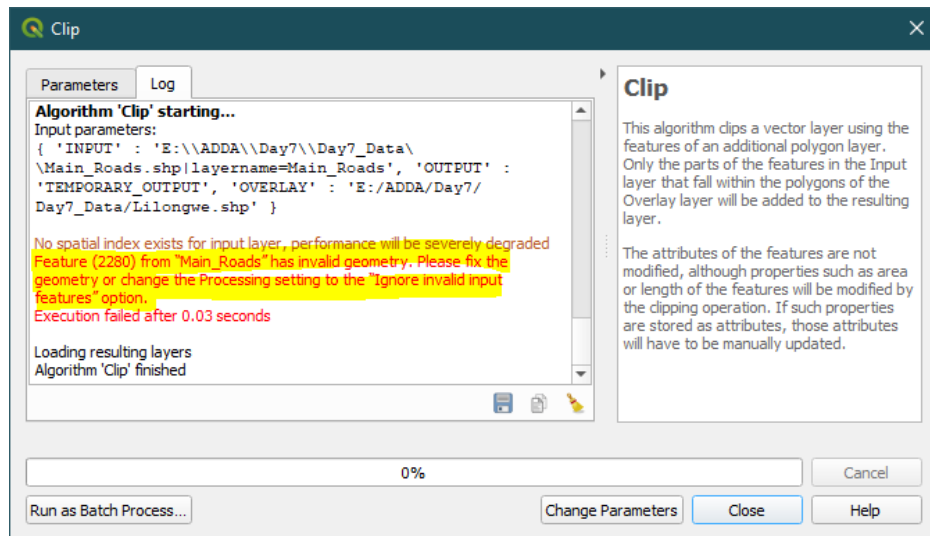 Clip
Parameters
Log
Algorithm 'Clip' starting...
Input parameters:
{ 'INPUT' : 'E:\\ADDA\\Day7\\Day7_Data\
\Main_Roads.shp|layername=Main_Roads', 'OUTPUT' :
'TEMPORARY_OUTPUT', 'OVERLAY' : 'E:/ADDA/Day7/
Day7_Data/Lilongwe.shp' }
No spatial index exists for input layer, performance will be severely degraded
Feature (2280) from “Main_Roads” has invalid geometry. Please fix the
geometry or change the Processing setting to the “Ignore invalid input
features” option.
Execution failed after 0.03 seconds
Loading resulting layers
Algorithm 'Clip' finished
Clip
This algorithm clips a vector layer using the
features of an additional polygon layer.
Only the parts of the features in the Input
layer that fall within the polygons of the
Overlay layer will be added to the resulting
layer.
The attributes of the features are not
modified, although properties such as area
or length of the features will be modified by
the clipping operation. If such properties
are stored as attributes, those attributes
will have to be manually updated.
0%
Cancel
Run as Batch Process...
Change Parameters
Close
Help